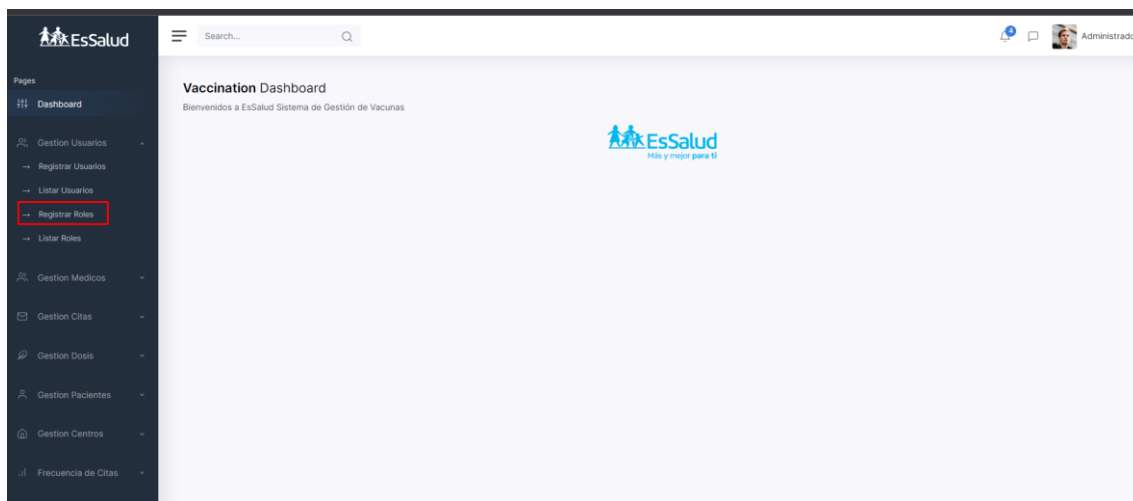 EsSalud
Search...
4
Administrado
Pages
Dashboard
Gestion Usuarios
→ Registrar Usuarios
→ Listar Usuarios
→ Registrar Roles
→ Listar Roles
Gestion Medicos
Gestion Citas
Gestion Dosis
Gestion Pacientes
Gestion Centros
Frecuencia de Citas
Vaccination Dashboard
Bienvenidos a EsSalud Sistema de Gestión de Vacunas
EsSalud
Más y mejor para ti